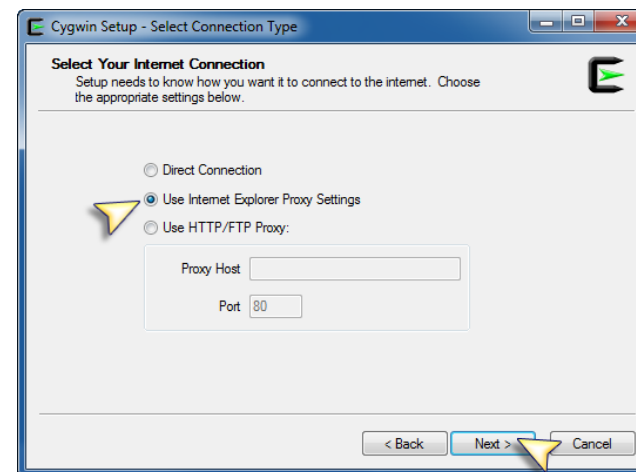 Cygwin Setup - Select Connection Type
Select Your Internet Connection
Setup needs to know how you want it to connect to the internet. Choose
the appropriate settings below.
Direct Connection
Use Internet Explorer Proxy Settings
Use HTTP/FTP Proxy:
Proxy Host
Port 80
< Back Next > Cancel